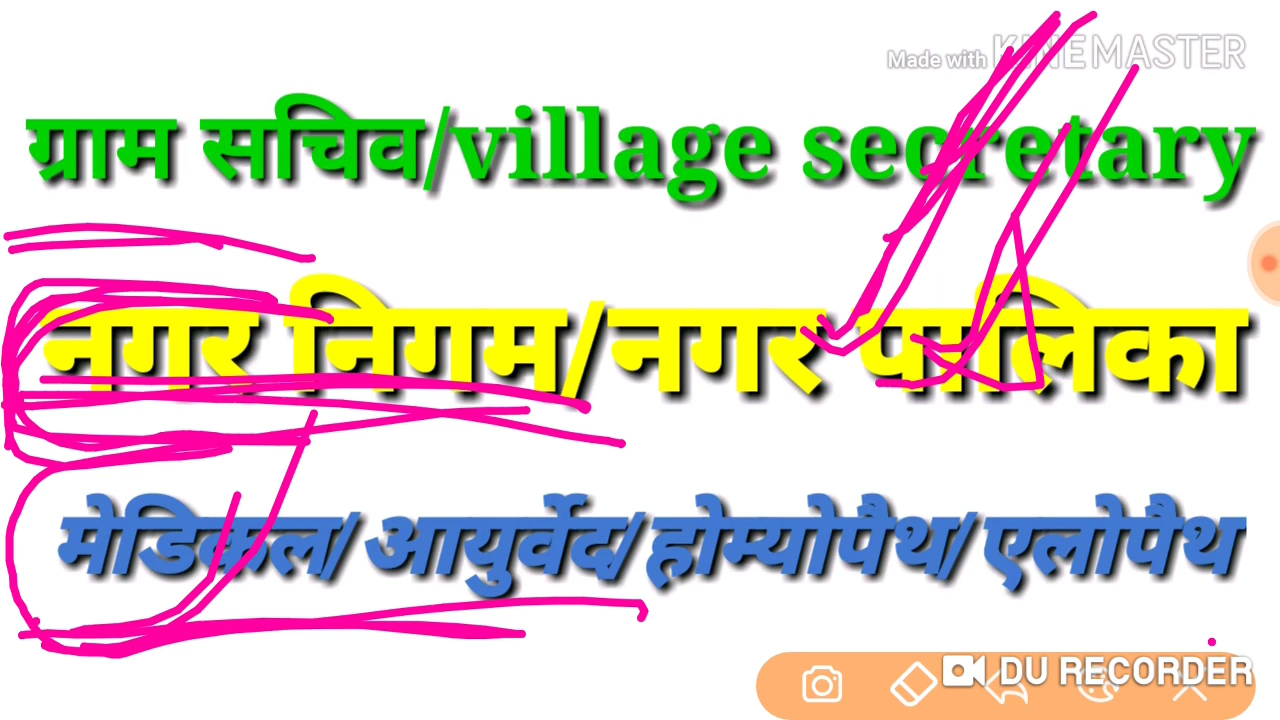 Made with KINEMASTER
ग्राम सचिव/village secretary
नगर निगम/नगर पालिका
मेडिकल/आयुर्वेद/होम्योपैथ/एलोपैथ
DU RECORDER